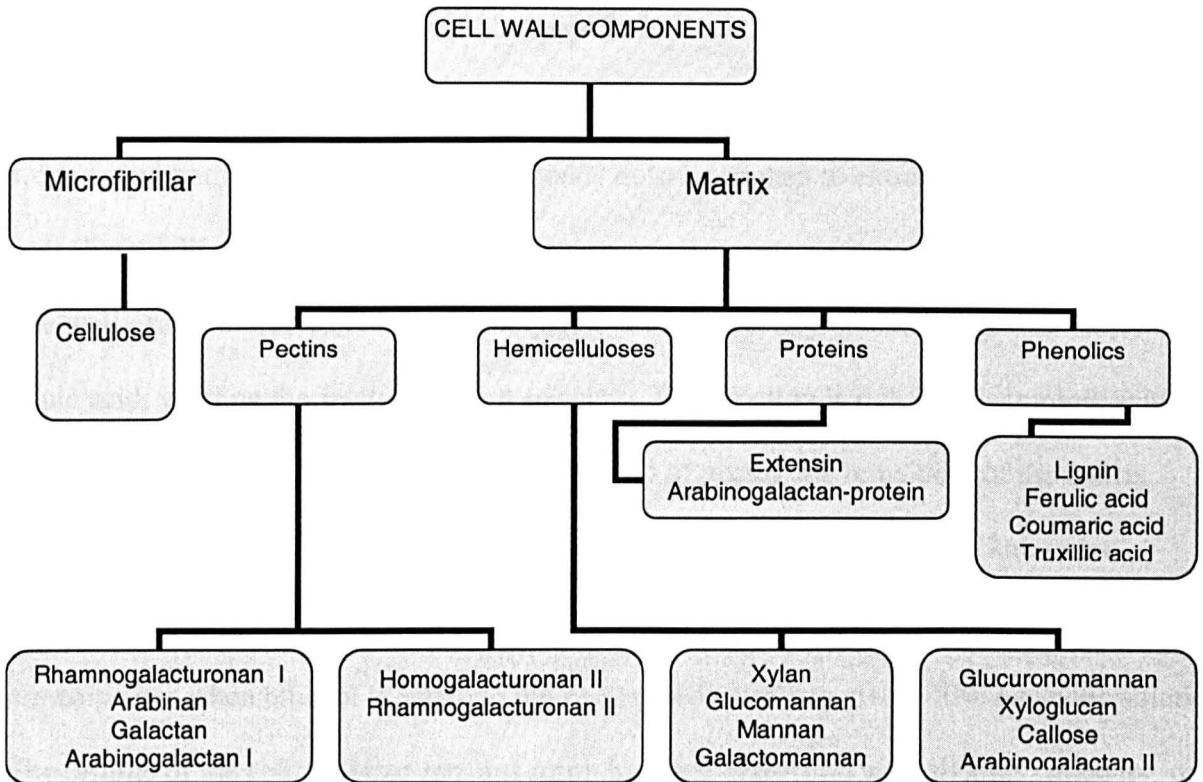 CELL WALL COMPONENTS
Microfibrillar
Matrix
Cellulose
Pectins
Hemicelluloses
Proteins
Phenolics
Extensin
Arabinogalactan-protein
Lignin
Ferulic acid
Coumaric acid
Truxillic acid
Rhamnogalacturonan I
Arabinan
Galactan
Arabinogalactan I
Homogalacturonan II
Rhamnogalacturonan II
Xylan
Glucomannan
Mannan
Galactomannan
Glucuronomannan
Xyloglucan
Callose
Arabinogalactan II